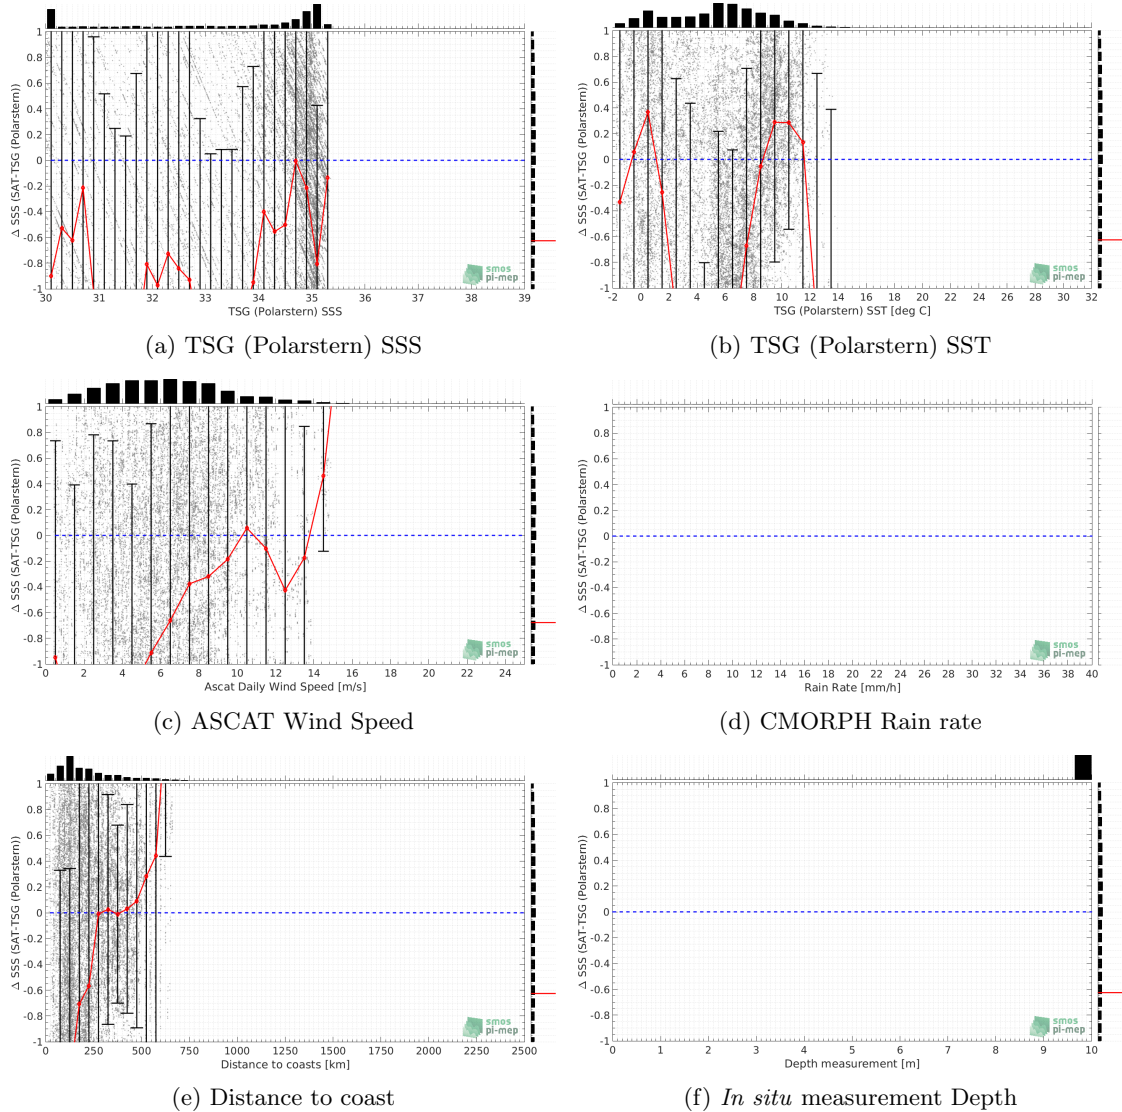 1
0.8
0.6
0.4
0.2
0
-0.2
-0.4
-0.6
-0.8
-1
Δ SSS (SAT-TSG (Polarstern))
30 31 32 33 34 35 36 37 38 39
TSG (Polarstern) SSS
smos
pi-mep
(a) TSG (Polarstern) SSS
1
0.8
0.6
0.4
0.2
0
-0.2
-0.4
-0.6
-0.8
-1
Δ SSS (SAT-TSG (Polarstern))
-2 0 2 4 6 8 10 12 14 16 18 20 22 24 26 28 30 32
TSG (Polarstern) SST [deg C]
smos
pi-mep
(b) TSG (Polarstern) SST
1
0.8
0.6
0.4
0.2
0
-0.2
-0.4
-0.6
-0.8
-1
Δ SSS (SAT-TSG (Polarstern))
0 2 4 6 8 10 12 14 16 18 20 22 24
Ascat Daily Wind Speed [m/s]
smos
pi-mep
(c) ASCAT Wind Speed
1
0.8
0.6
0.4
0.2
0
-0.2
-0.4
-0.6
-0.8
-1
Δ SSS (SAT-TSG (Polarstern))
0 2 4 6 8 10 12 14 16 18 20 22 24 26 28 30 32 34 36 38 40
Rain Rate [mm/h]
smos
pi-mep
(d) CMORPH Rain rate
1
0.8
0.6
0.4
0.2
0
-0.2
-0.4
-0.6
-0.8
-1
Δ SSS (SAT-TSG (Polarstern))
0 250 500 750 1000 1250 1500 1750 2000 2250 2500
Distance to coasts [km]
smos
pi-mep
(e) Distance to coast
1
0.8
0.6
0.4
0.2
0
-0.2
-0.4
-0.6
-0.8
-1
Δ SSS (SAT-TSG (Polarstern))
0 1 2 3 4 5 6 7 8 9 10
Depth measurement [m]
smos
pi-mep
(f) In situ measurement Depth